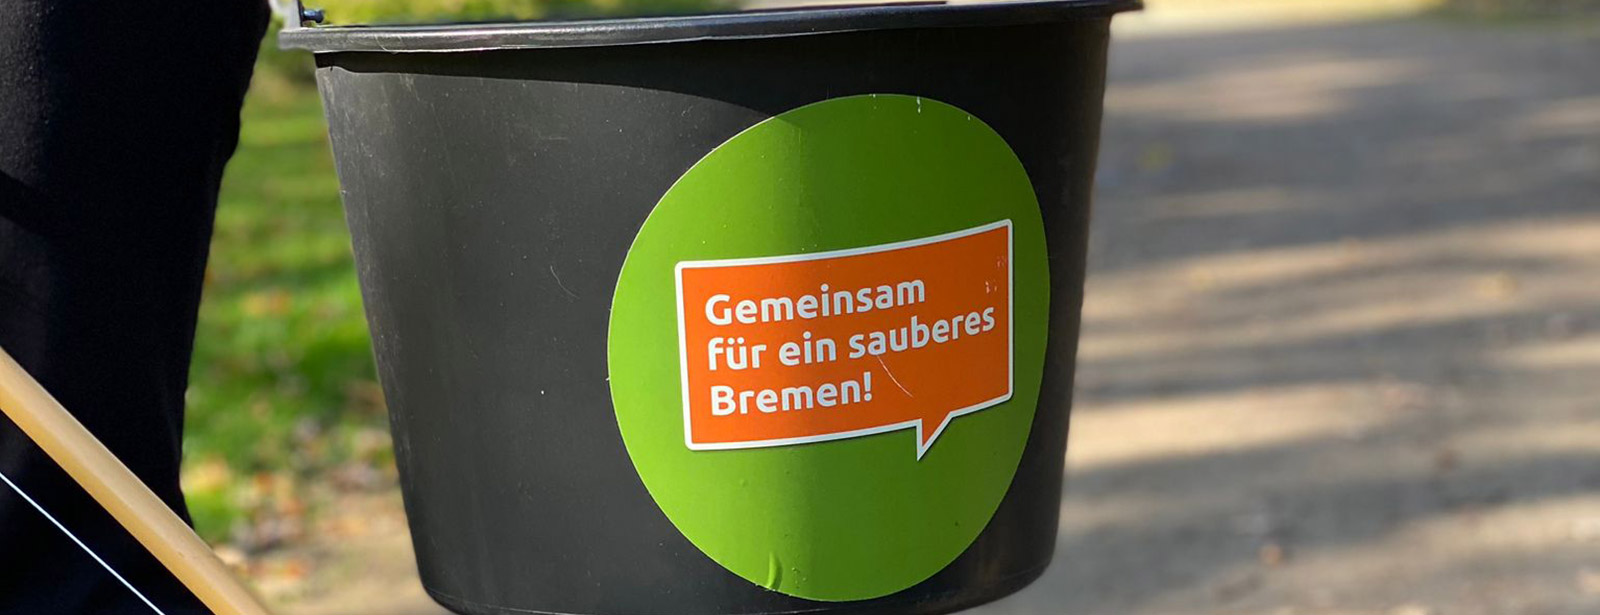 Gemeinsam
für ein sauberes
Bremen!